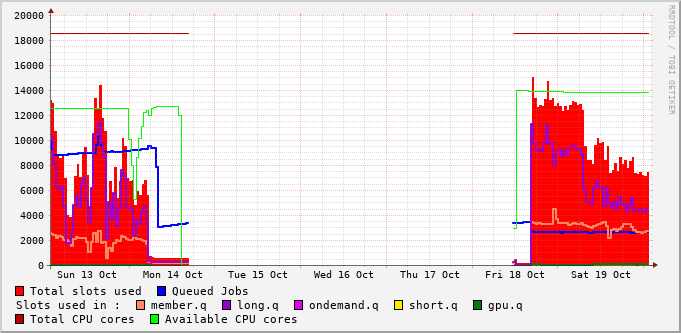 20000
18000
16000
14000
12000
10000
8000
6000
4000
2000
0
Sun 13 Oct Mon 14 Oct Tue 15 Oct Wed 16 Oct Thu 17 Oct Fri 18 Oct Sat 19 Oct
Total slots used Queued Jobs
Slots used in : member.q long.q ondemand.q short.q gpu.q
Total CPU cores Available CPU cores
RRDTOOL / TOBI OETIKER